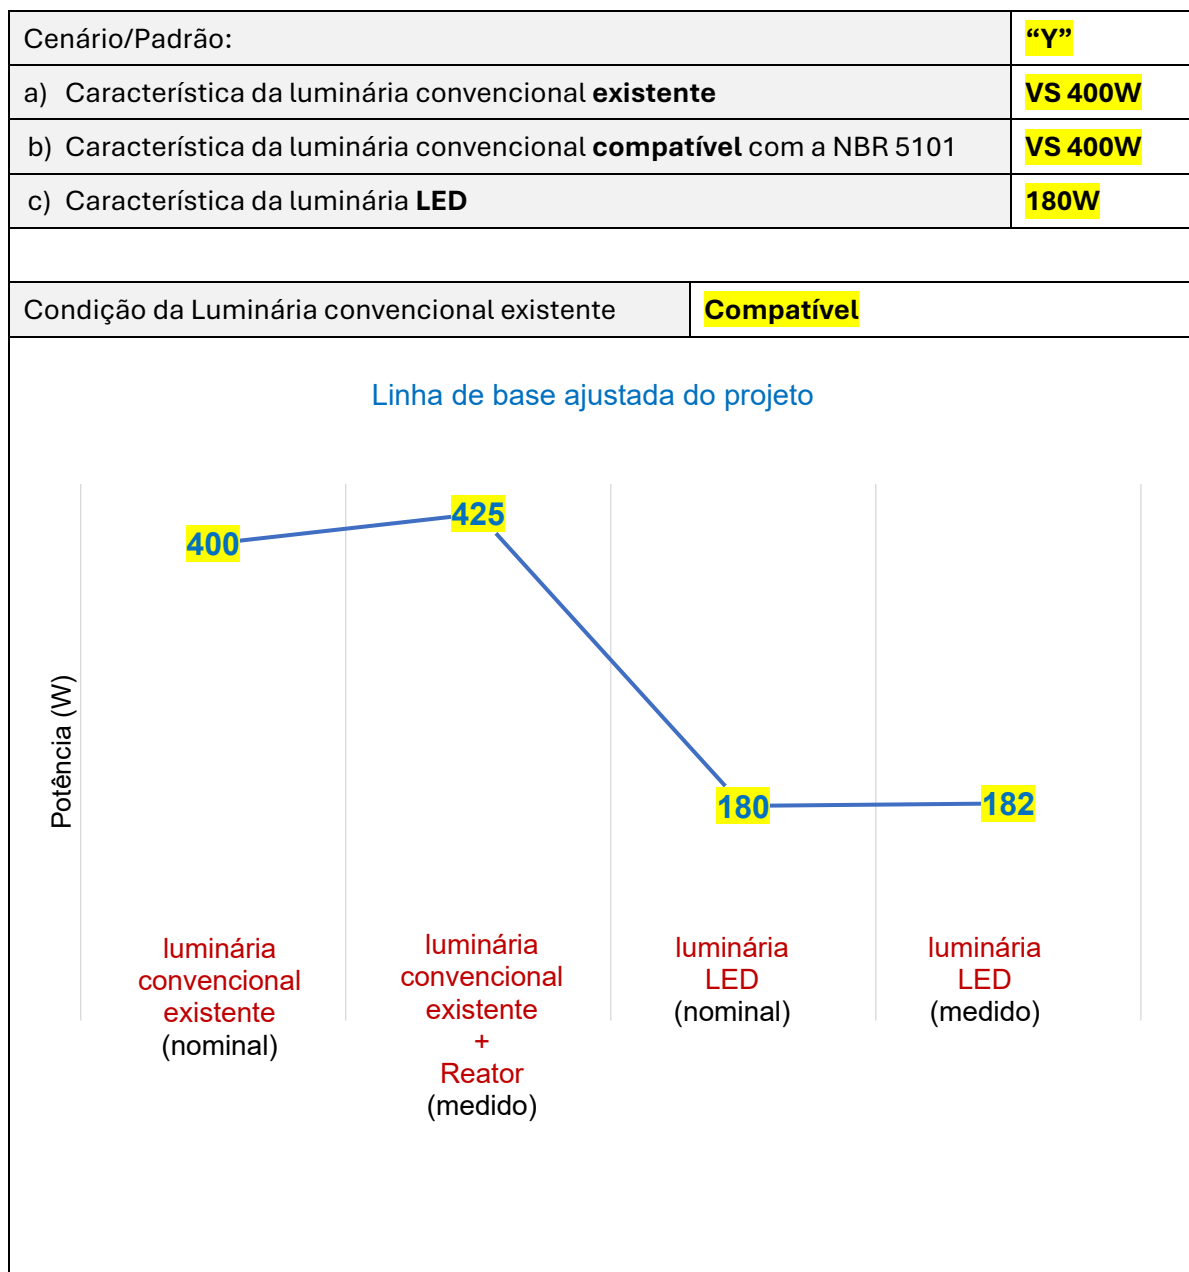 Cenário/Padrão: “Y”
a) Característica da luminária convencional existente VS 400W
b) Característica da luminária convencional compatível com a NBR 5101 VS 400W
c) Característica da luminária LED 180W
Condição da Luminária convencional existente Compatível
Linha de base ajustada do projeto
Potência (W)
400
425
180
182
luminária
convencional
existente
(nominal)
luminária
convencional
existente
+
Reator
(medido)
luminária
LED
(nominal)
luminária
LED
(medido)